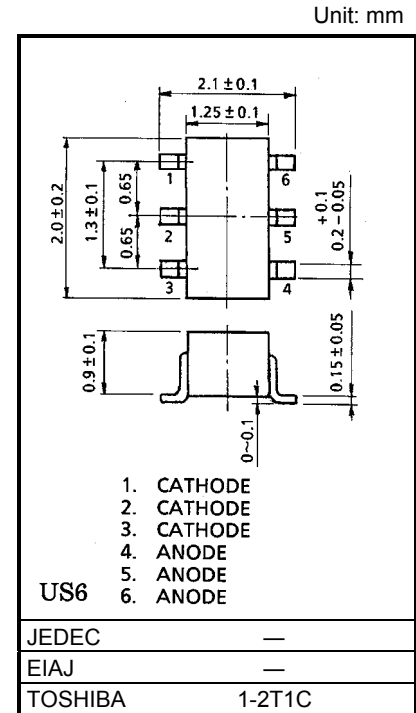 Unit: mm
2.1±0.1
1.25±0.1
2.0±0.2
1.3±0.1
0.65
0.65
1
2
3
6
5
4
+0.1
0.2-0.05
0.9±0.1
0.15±0.05
0~0.1
1. CATHODE
2. CATHODE
3. CATHODE
4. ANODE
5. ANODE
US6 6. ANODE
JEDEC —
EIAJ —
TOSHIBA 1-2T1C